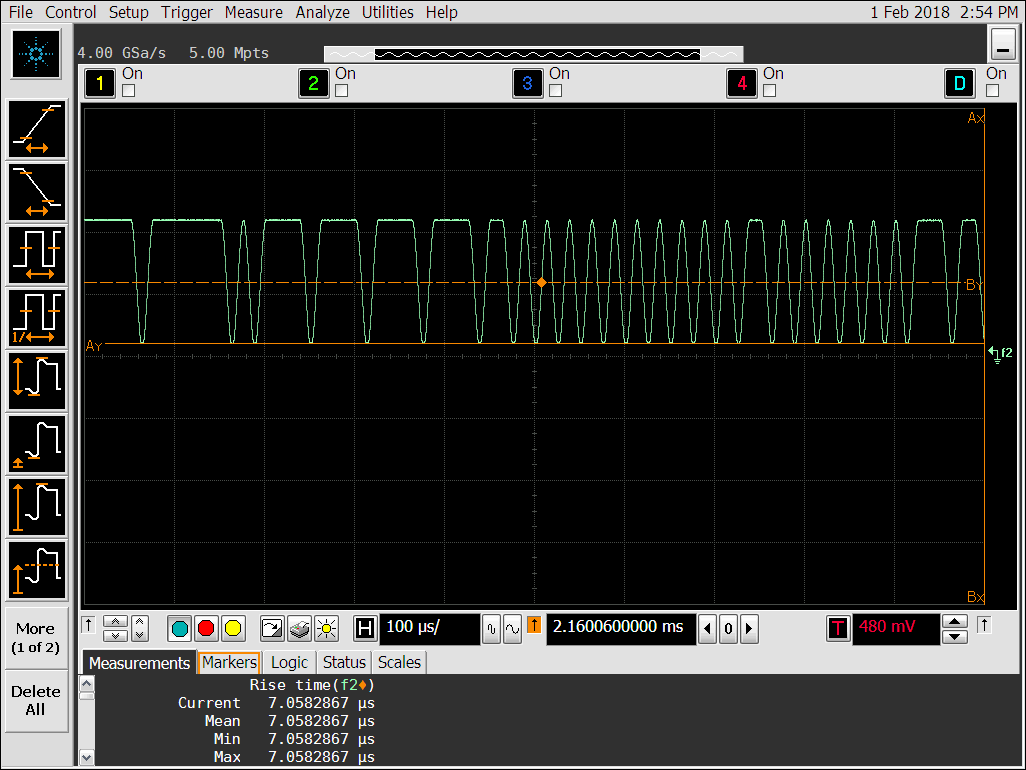 File Control Setup Trigger Measure Analyze Utilities Help 1 Feb 2018 2:54 PM
4.00 GSa/s 5.00 Mpts
1 On 2 On 3 On 4 On D On
Ax
By
Ay
f2
Bx
1/
More
(1 of 2)
Delete
All
H 100 µs/ 2.1600600000 ms 0 T 480 mV
Measurements Markers Logic Status Scales
Rise time(f2♦)
Current 7.0582867 µs
Mean 7.0582867 µs
Min 7.0582867 µs
Max 7.0582867 µs